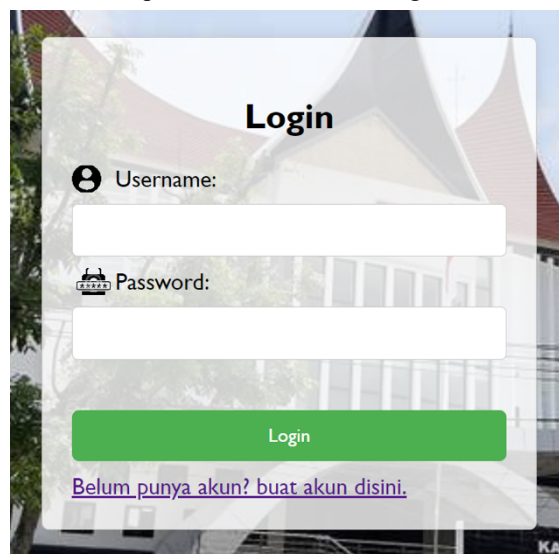 Login
Username:
Password:
Login
Belum punya akun? buat akun disini.